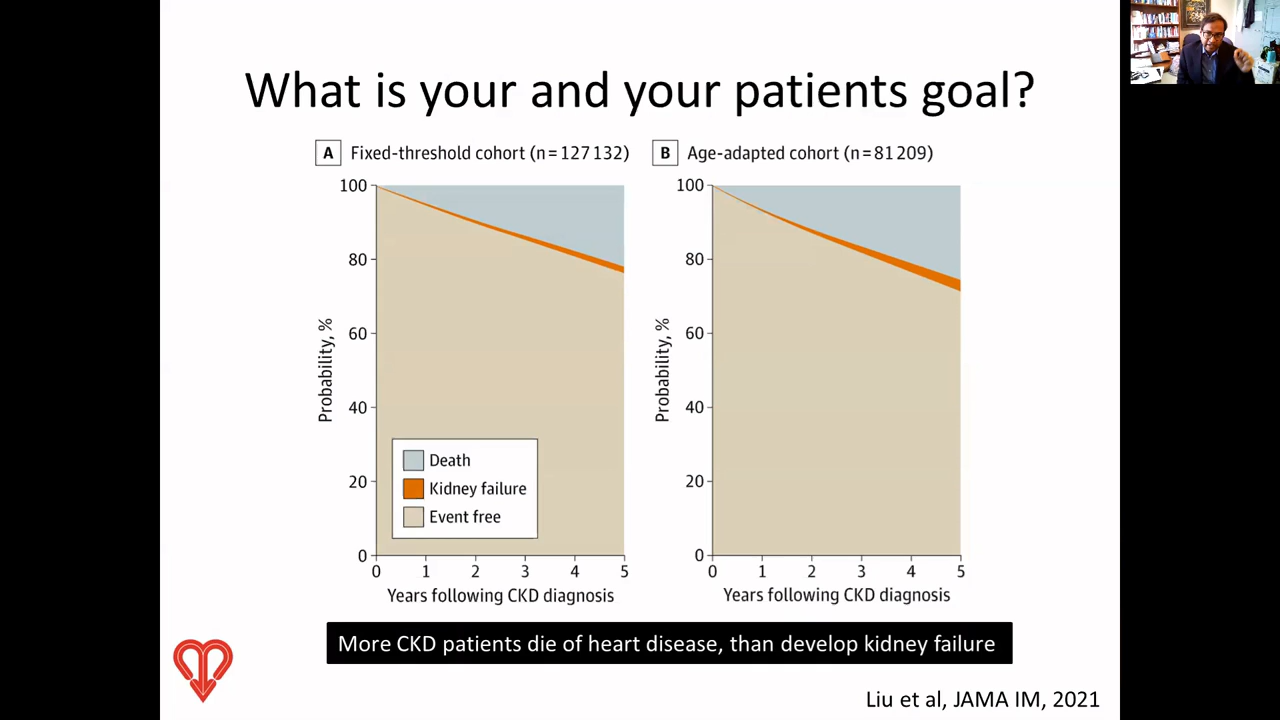 What is your and your patients goal?
A Fixed-threshold cohort (n=127 132)
B Age-adapted cohort (n=81 209)
100
80
60
40
20
0
Probability, %
Death
Kidney failure
Event free
0 1 2 3 4 5
Years following CKD diagnosis
100
80
60
40
20
0
Probability, %
0 1 2 3 4 5
Years following CKD diagnosis
More CKD patients die of heart disease, than develop kidney failure
Liu et al, JAMA IM, 2021